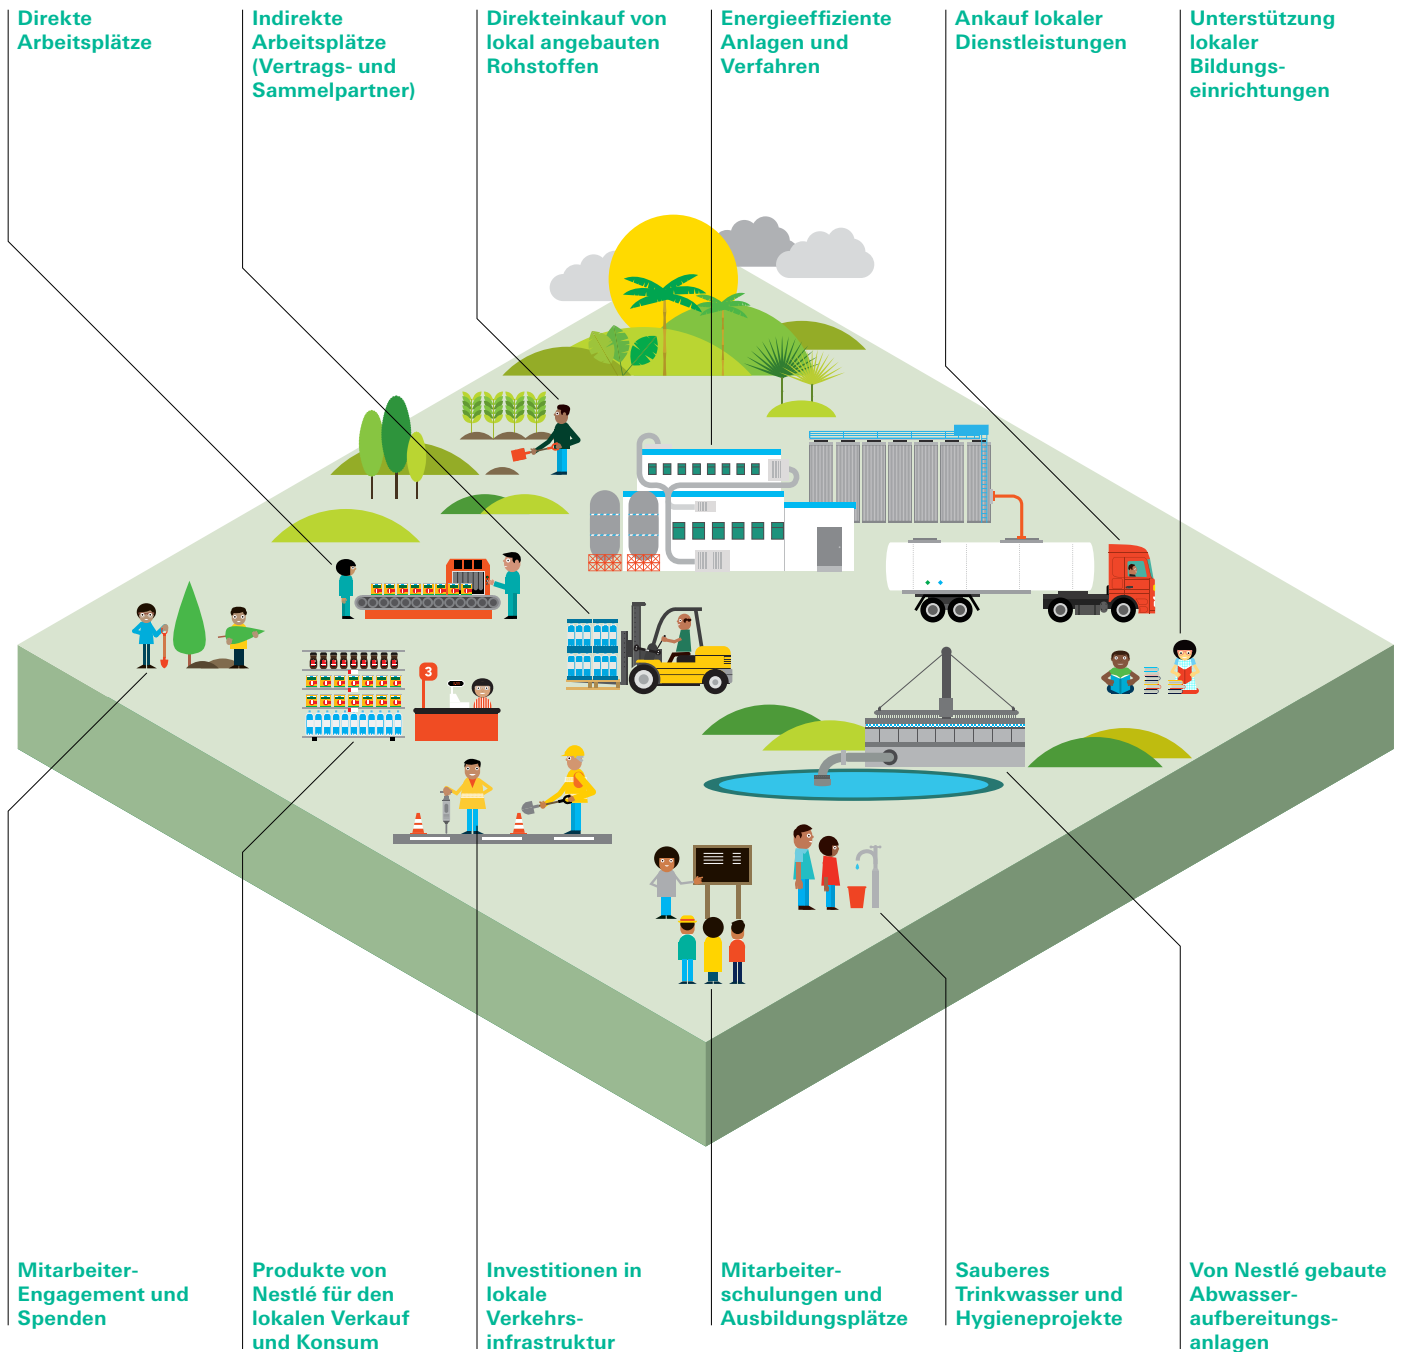 Direkte
Arbeitsplätze
Indirekte
Arbeitsplätze
(Vertrags- und
Sammelpartner)
Direkteinkauf von
lokal angebauten
Rohstoffen
Energieeffiziente
Anlagen und
Verfahren
Ankauf lokaler
Dienstleistungen
Unterstützung
lokaler
Bildungs-
einrichtungen
3
Mitarbeiter-
Engagement und
Spenden
Produkte von
Nestlé für den
lokalen Verkauf
und Konsum
Investitionen in
lokale
Verkehrs-
infrastruktur
Mitarbeiter-
schulungen und
Ausbildungsplätze
Sauberes
Trinkwasser und
Hygieneprojekte
Von Nestlé gebaute
Abwasser-
aufbereitungs-
anlagen